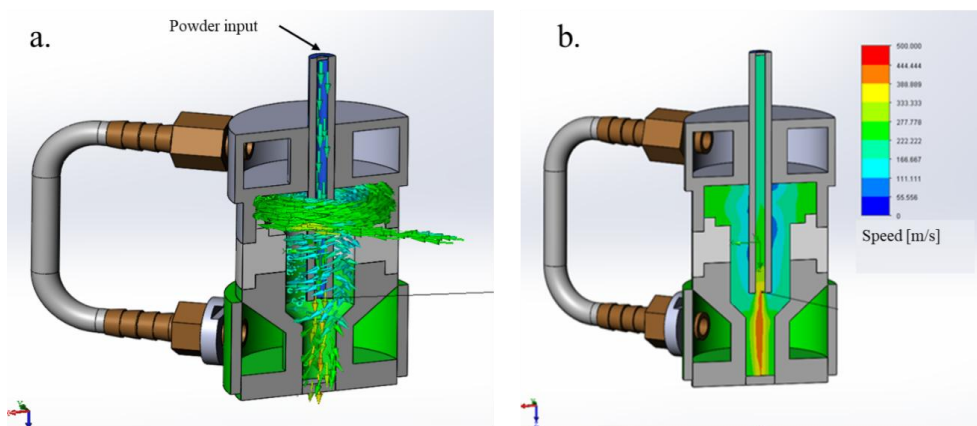 a.
Powder input
b.
500.000
444.444
388.889
333.333
277.778
222.222
166.667
111.111
55.556
0
Speed [m/s]